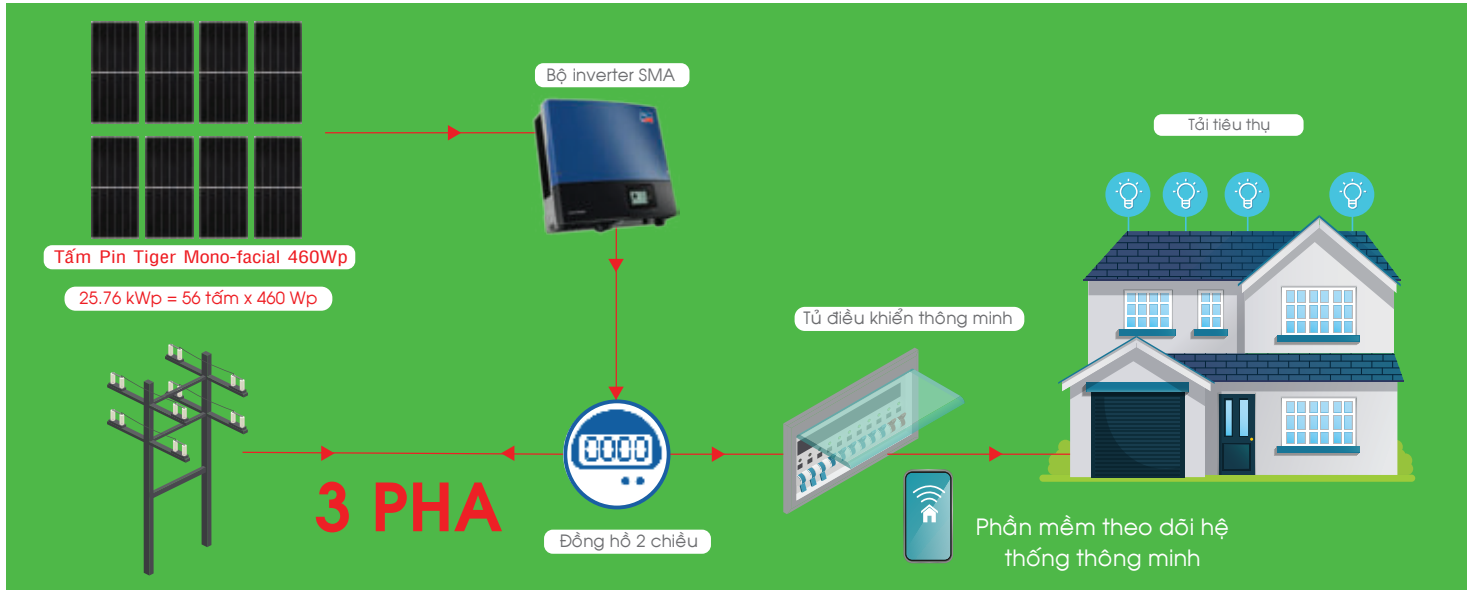 Bộ inverter SMA
Tải tiêu thụ
Tấm Pin Tiger Mono-facial 460Wp
25.76 kWp = 56 tấm x 460 Wp
Tủ điều khiển thông minh
0000
3 PHA
Đồng hồ 2 chiều
Phần mềm theo dõi hệ
thống thông minh